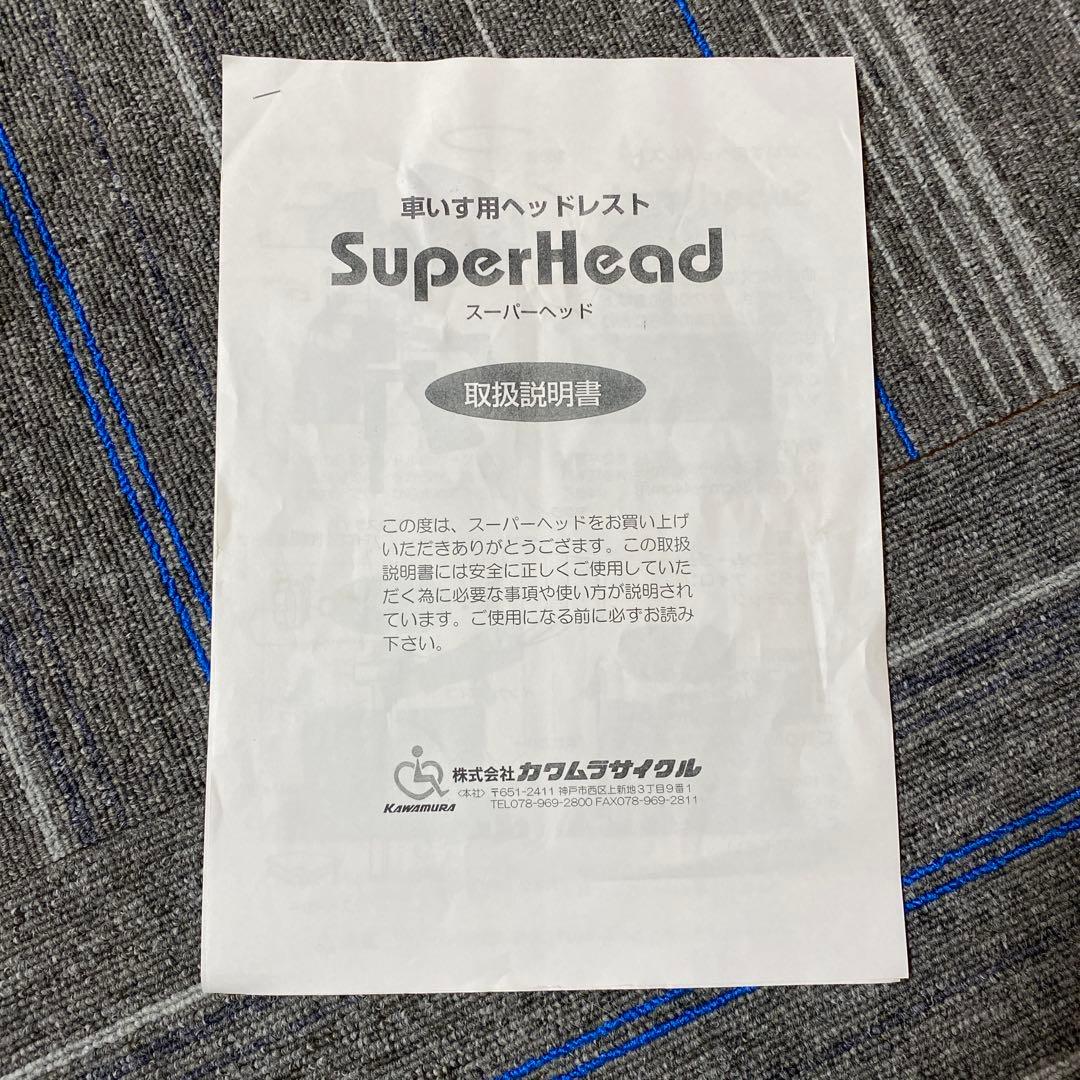 車いす用ヘッドレスト
SuperHead
スーパーヘッド
取扱説明書
この度は、スーパーヘッドをお買い上げ
いただきありがとうござます。この取扱
説明書には安全に正しくご使用していた
だく為に必要な事項や使い方が説明され
ています。ご使用になる前に必ずお読み
下さい。
株式会社カワムラサイクル
KAWAMURA
〈本社〉 〒651-2411 神戸市西区上新地3丁目9番1
TEL078-969-2800 FAX078-969-2811